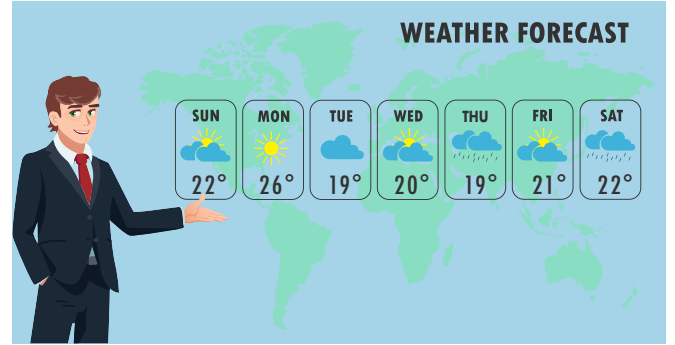 WEATHER FORECAST
SUN MON TUE WED THU FRI SAT
22° 26° 19° 20° 19° 21° 22°